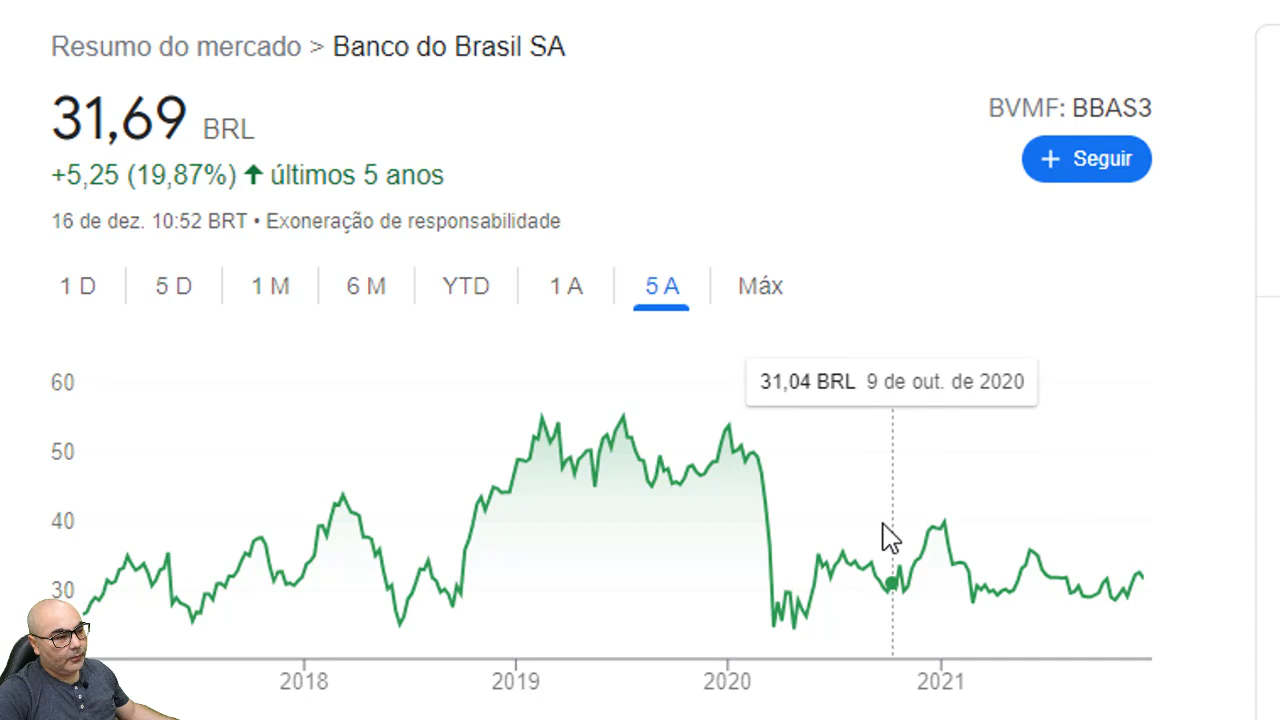 Resumo do mercado > Banco do Brasil SA
31,69 BRL
BVMF: BBAS3
+5,25 (19,87%) ↑ últimos 5 anos
+ Seguir
16 de dez. 10:52 BRT • Exoneração de responsabilidade
1 D 5 D 1 M 6 M YTD 1 A 5 A Máx
31,04 BRL 9 de out. de 2020
60
50
40
30
2018 2019 2020 2021